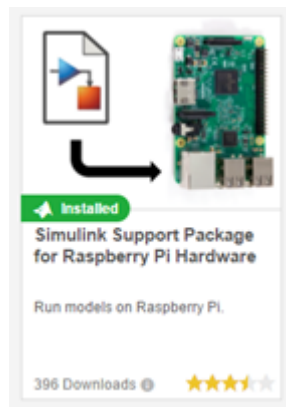 Installed
Simulink Support Package
for Raspberry Pi Hardware
Run models on Raspberry Pi.
396 Downloads